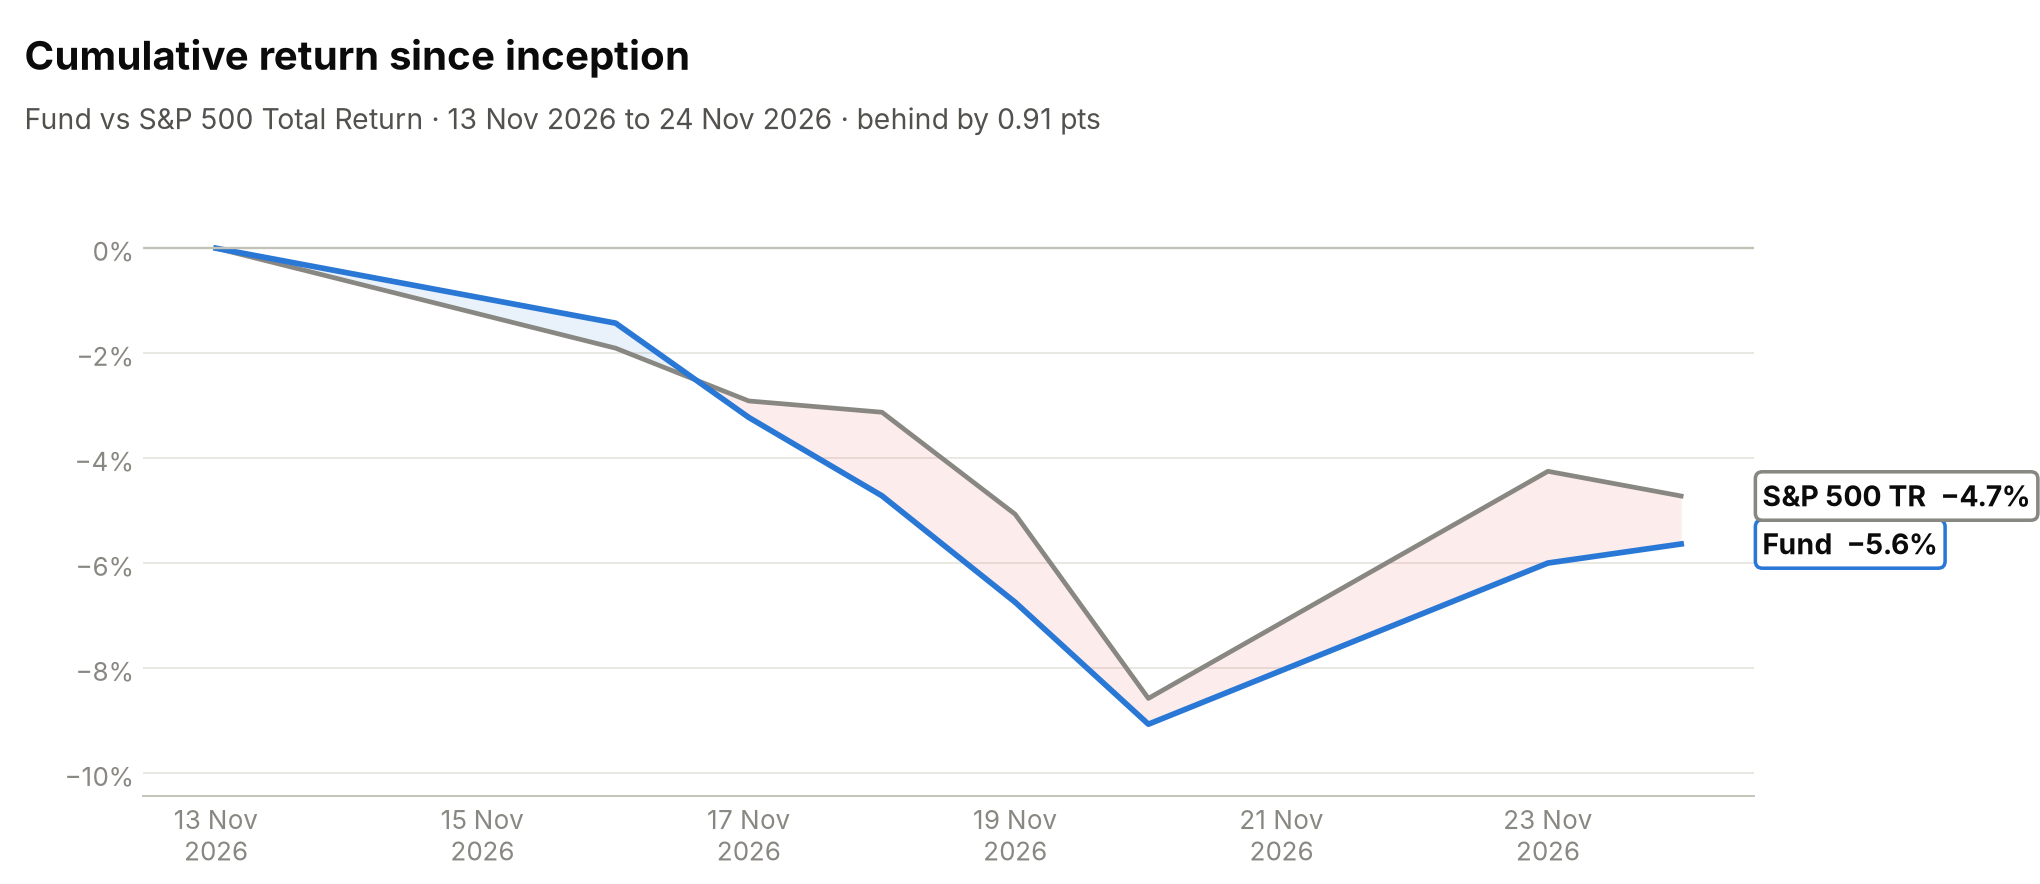 Cumulative return since inception
Fund vs S&P 500 Total Return · 13 Nov 2026 to 24 Nov 2026 · behind by 0.91 pts
0%
−2%
−4%
−6%
−8%
−10%
S&P 500 TR −4.7%
Fund −5.6%
13 Nov 2026
15 Nov 2026
17 Nov 2026
19 Nov 2026
21 Nov 2026
23 Nov 2026